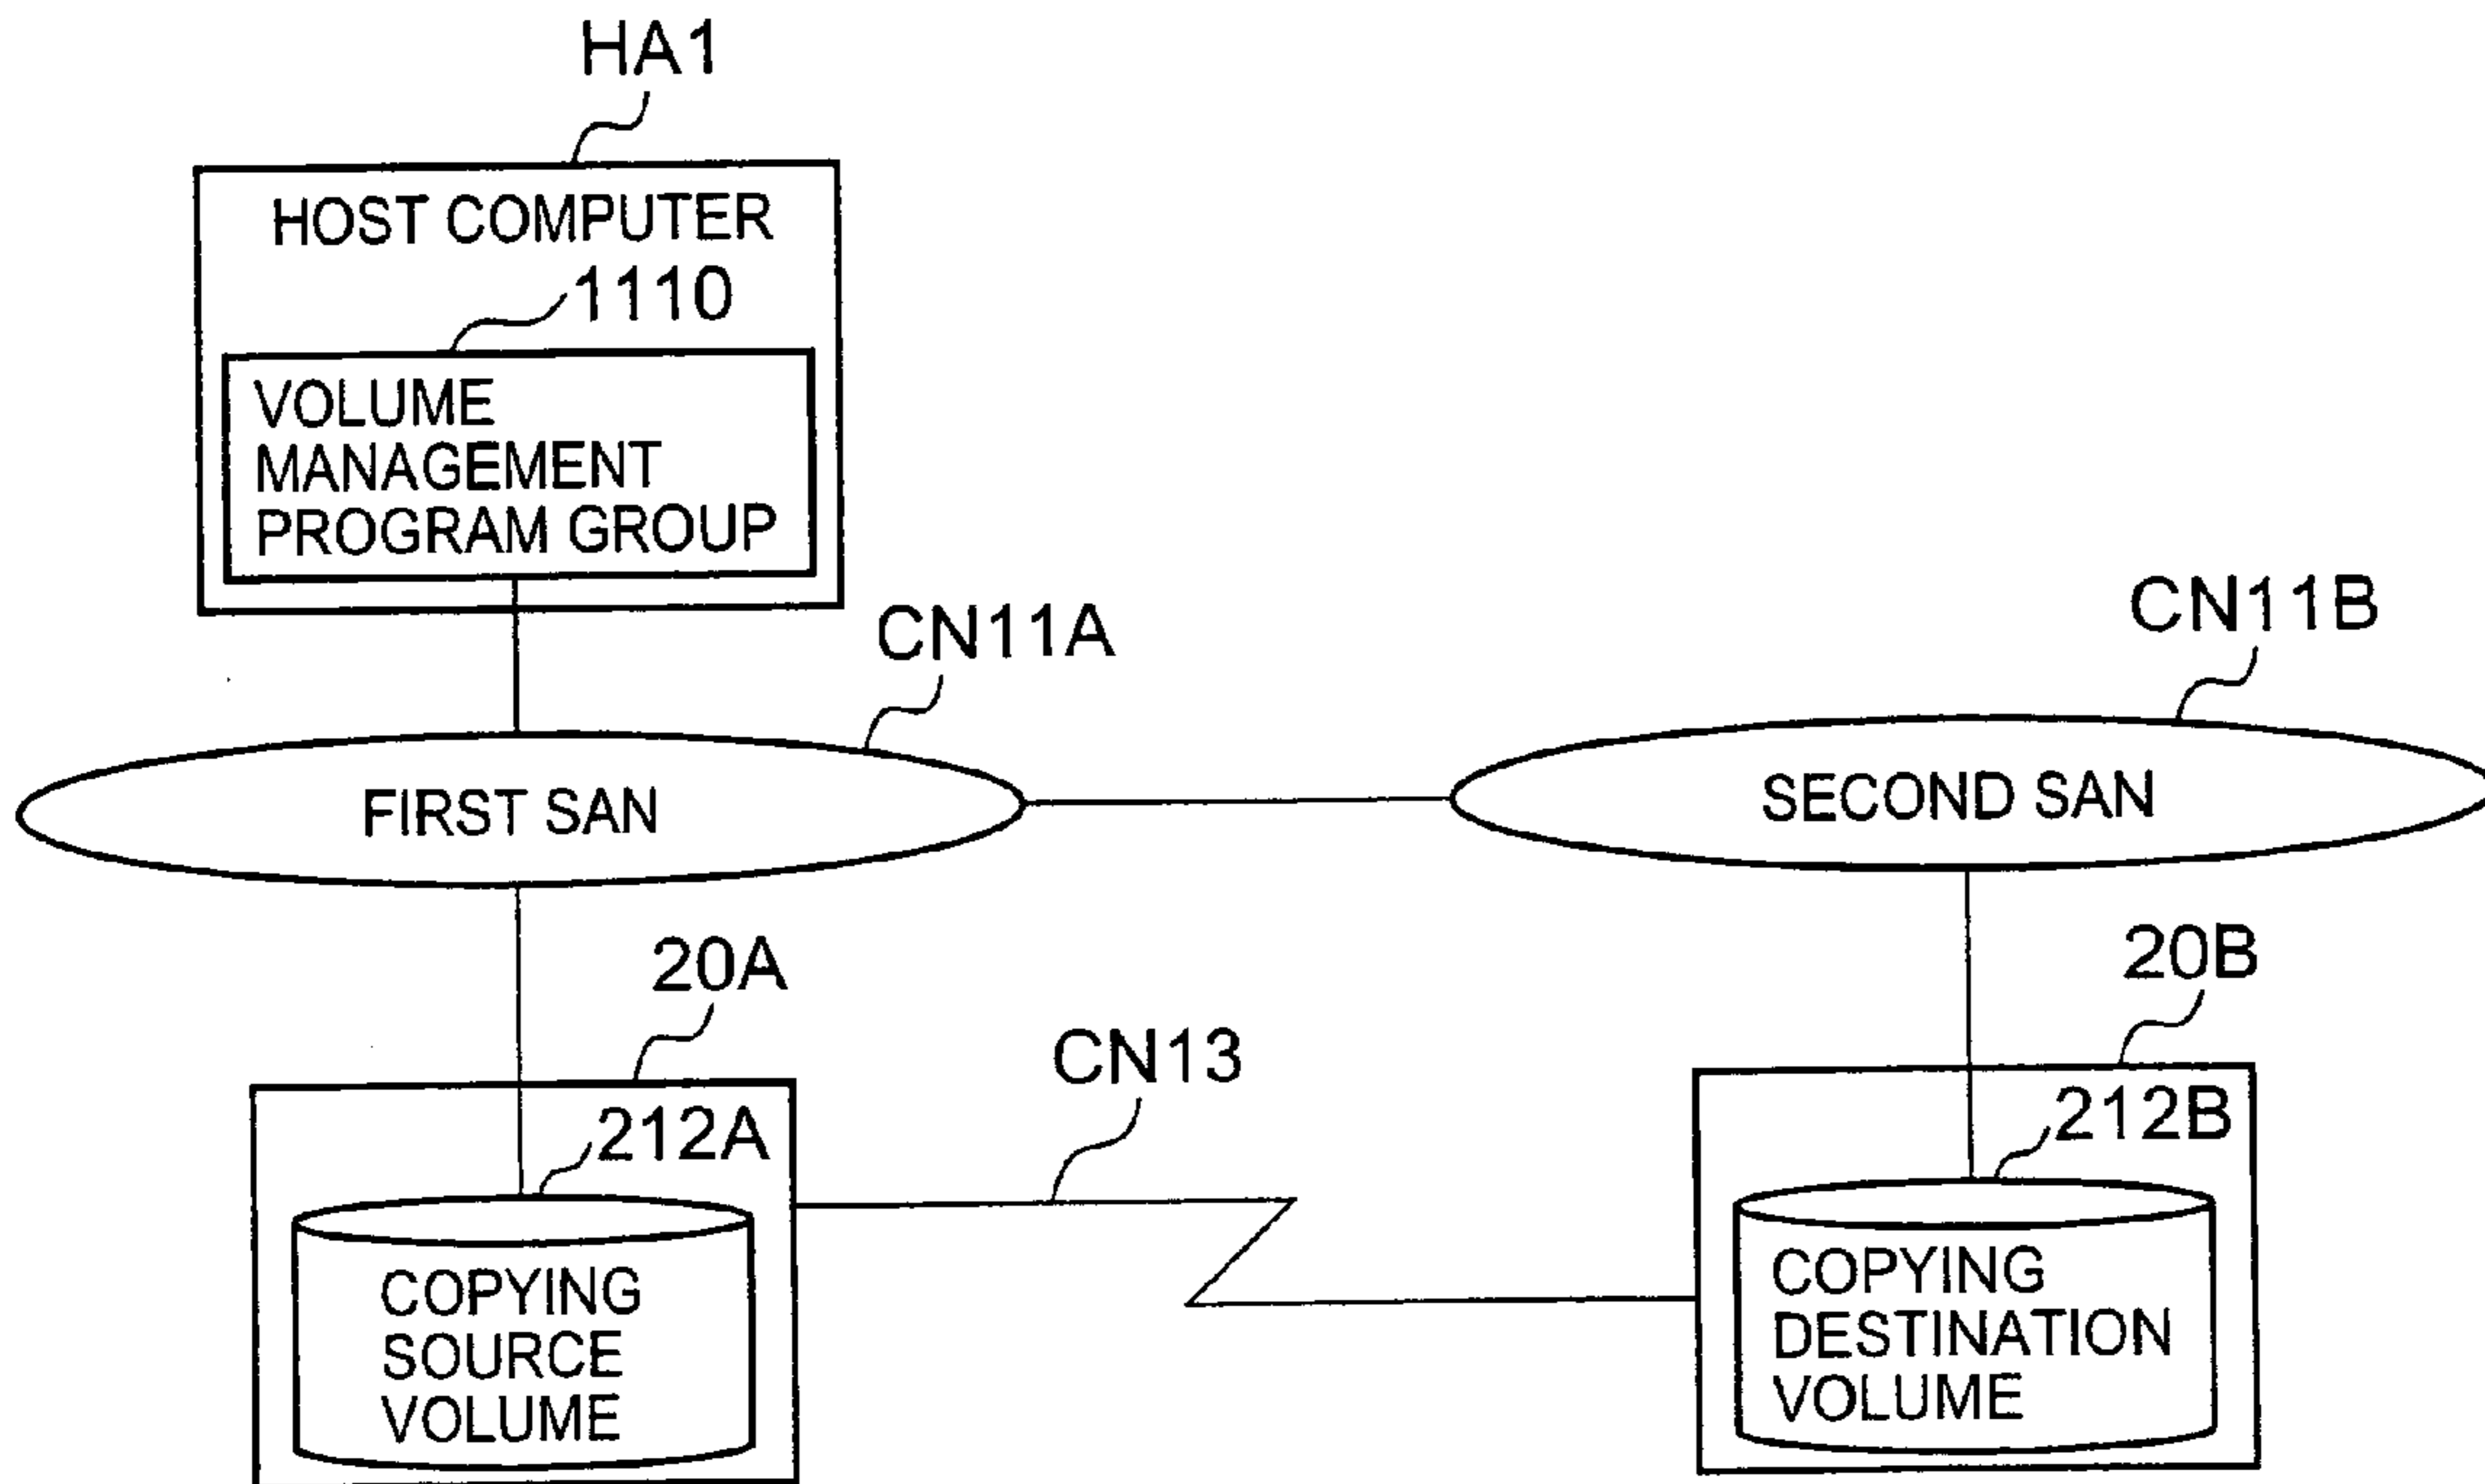 HA1
HOST COMPUTER
1110
VOLUME
MANAGEMENT
PROGRAM GROUP
CN11A
CN11B
FIRST SAN
SECOND SAN
20A
20B
CN13
212A
212B
COPYING
SOURCE
VOLUME
COPYING
DESTINATION
VOLUME